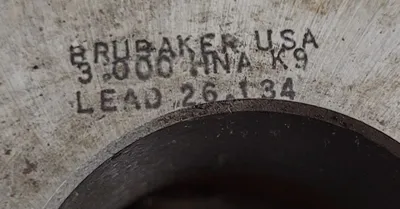 BRUBAKER USA
3.000 HNA K9
LEAD 26.134